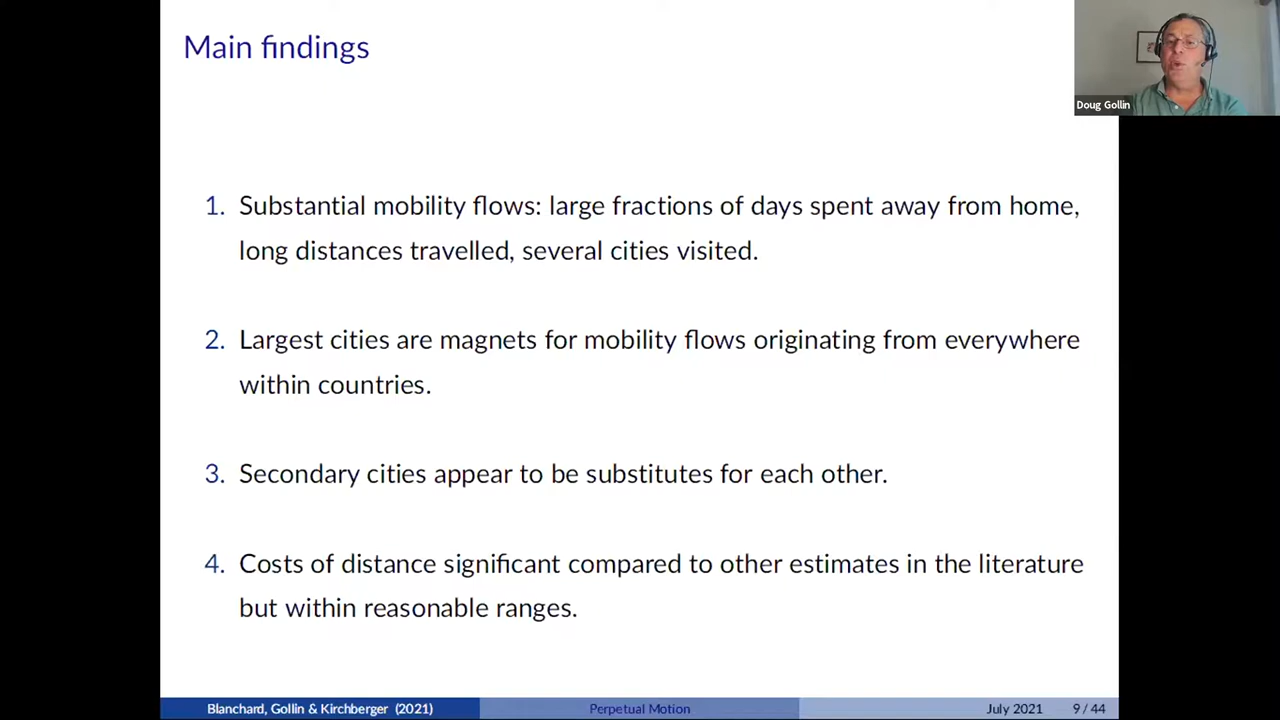 Main findings
Doug Gollin
1. Substantial mobility flows: large fractions of days spent away from home,
long distances travelled, several cities visited.
2. Largest cities are magnets for mobility flows originating from everywhere
within countries.
3. Secondary cities appear to be substitutes for each other.
4. Costs of distance significant compared to other estimates in the literature
but within reasonable ranges.
Blanchard, Gollin & Kirchberger (2021) Perpetual Motion July 2021 9 / 44